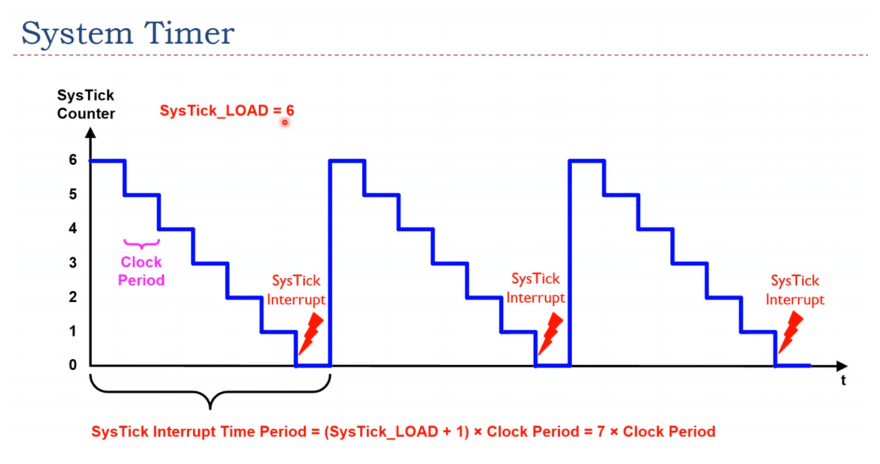 System Timer
SysTick
Counter
SysTick_LOAD = 6
6
5
4
3
2
1
0
Clock
Period
SysTick
Interrupt
SysTick
Interrupt
SysTick
Interrupt
t
SysTick Interrupt Time Period = (SysTick_LOAD + 1) × Clock Period = 7 × Clock Period